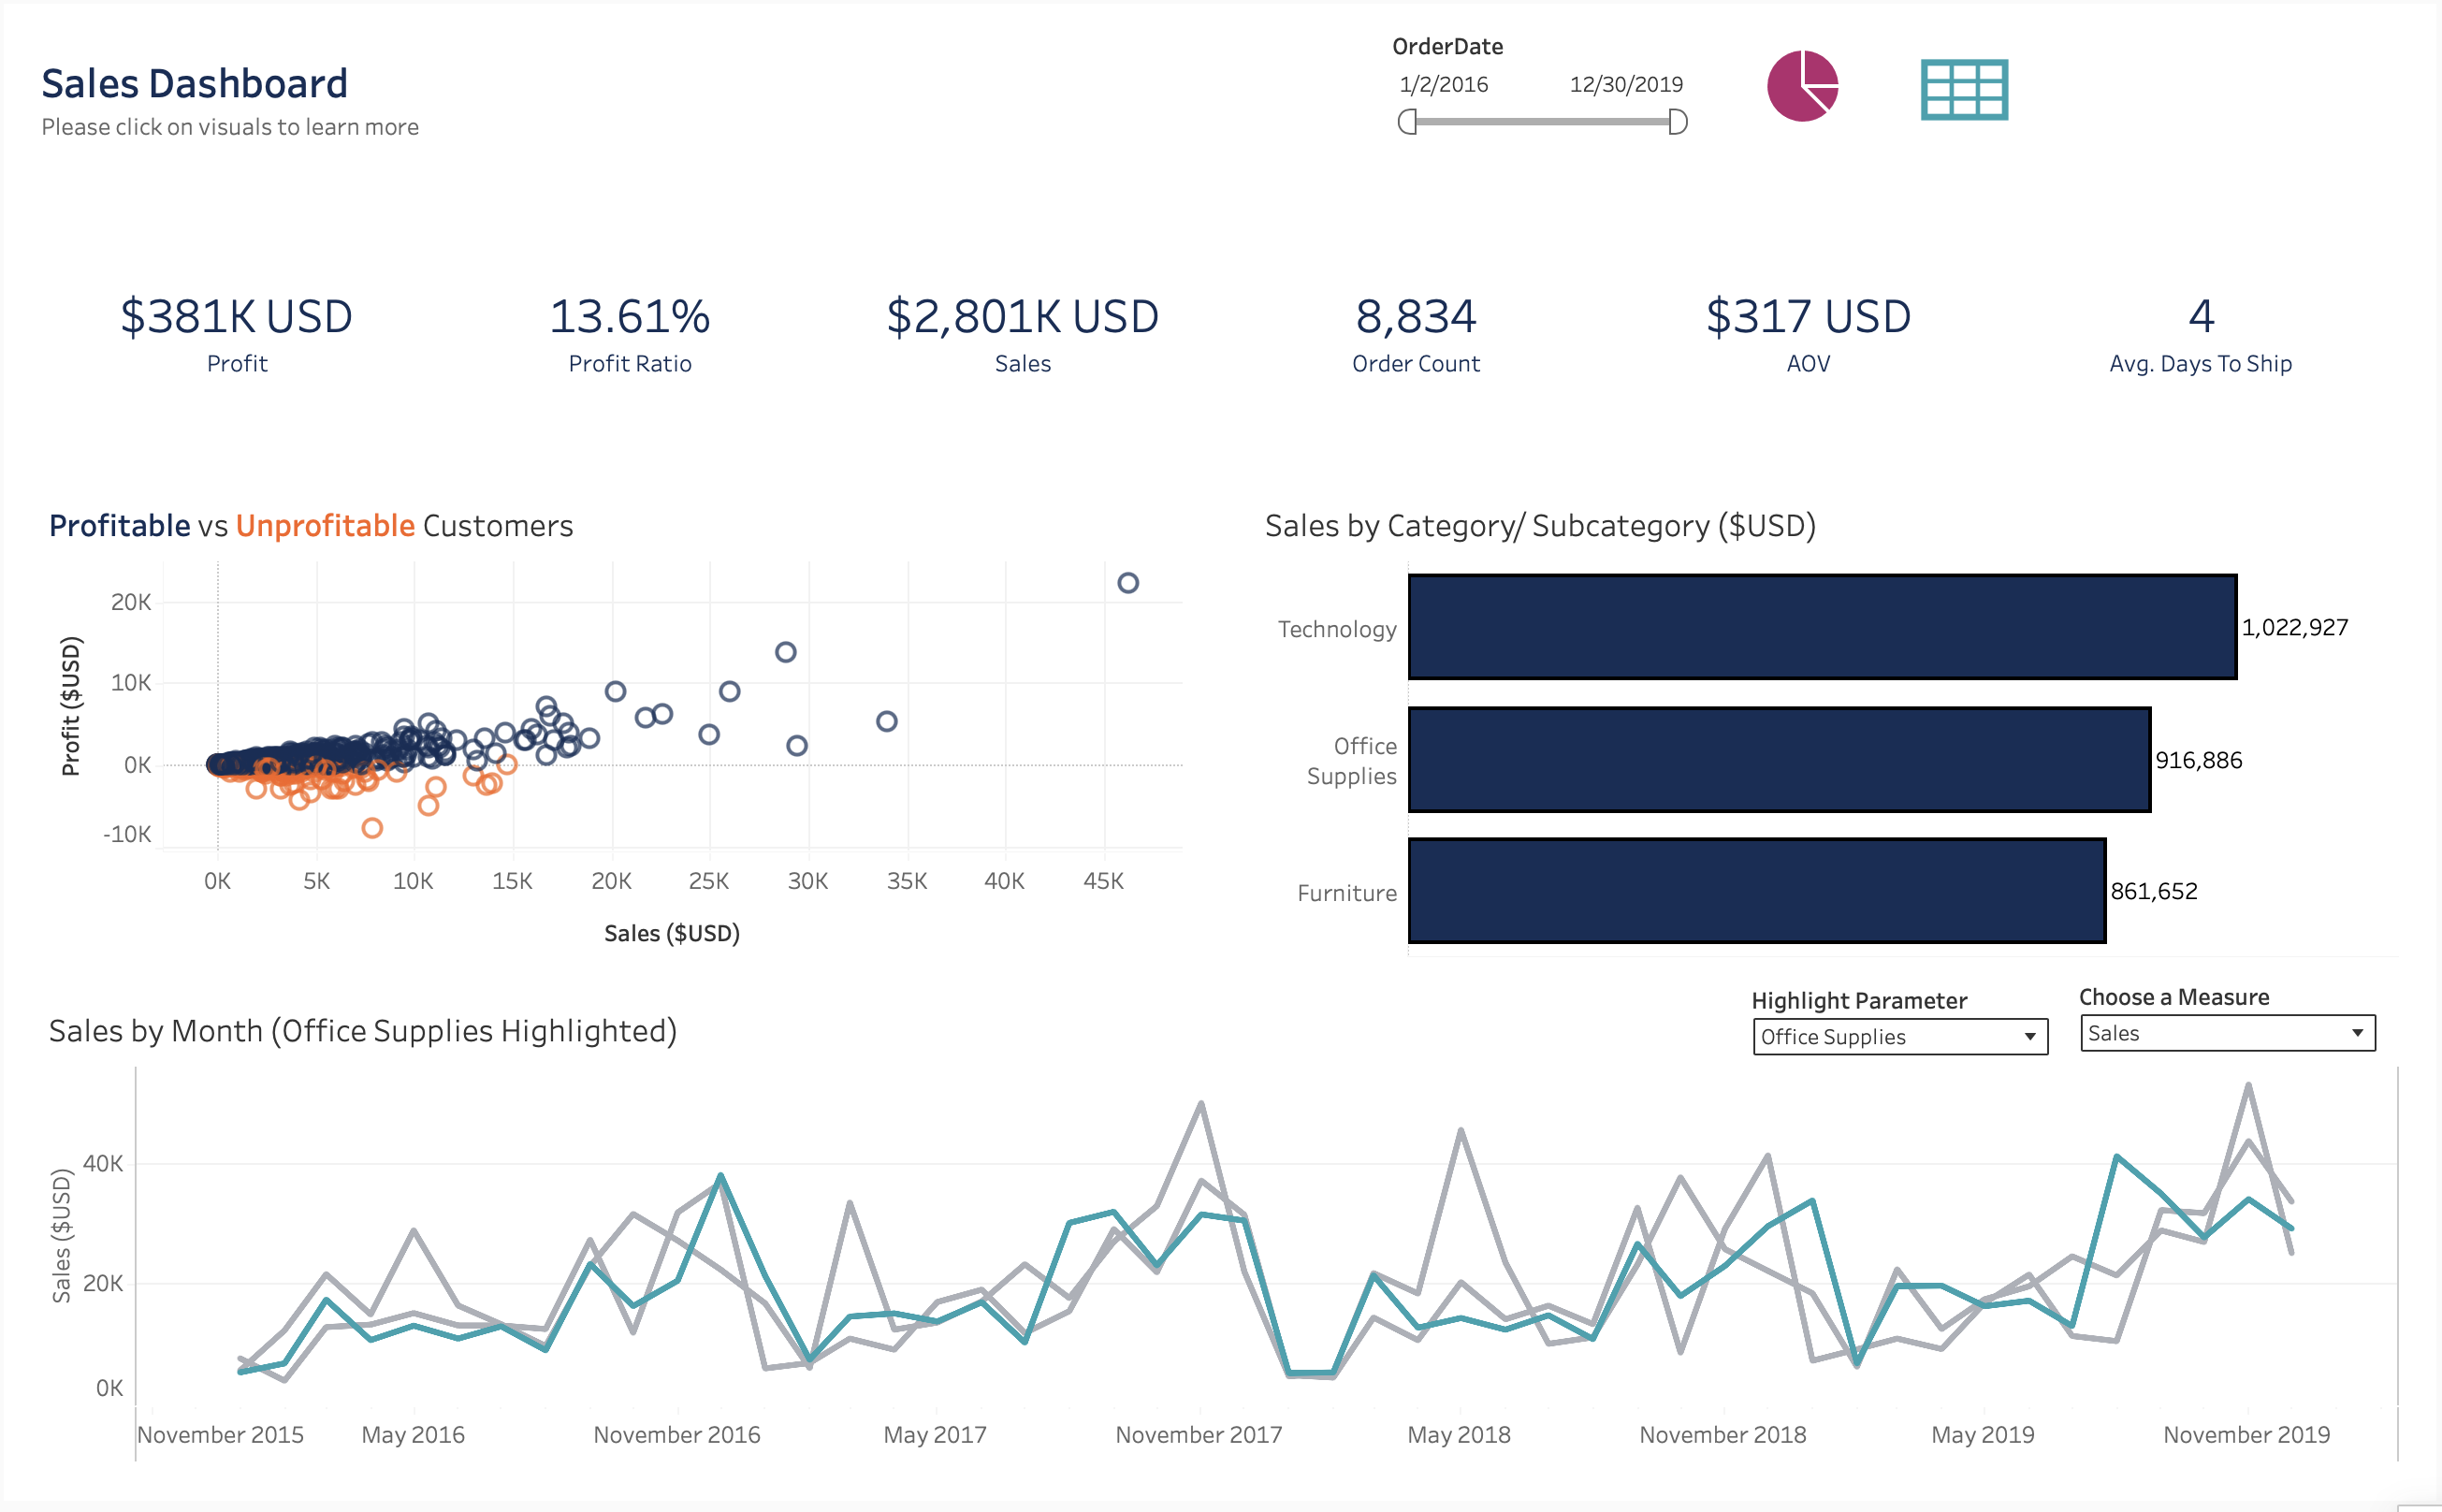 Sales Dashboard
Please click on visuals to learn more
OrderDate
1/2/2016 12/30/2019
$381K USD
Profit
13.61%
Profit Ratio
$2,801K USD
Sales
8,834
Order Count
$317 USD
AOV
4
Avg. Days To Ship
Profitable vs Unprofitable Customers
Profit ($USD)
20K
10K
0K
-10K
0K 5K 10K 15K 20K 25K 30K 35K 40K 45K
Sales ($USD)
Sales by Category/ Subcategory ($USD)
Technology 1,022,927
Office
Supplies
916,886
Furniture 861,652
Sales by Month (Office Supplies Highlighted)
Highlight Parameter
Office Supplies
Choose a Measure
Sales
Sales ($USD)
40K
20K
0K
November 2015 May 2016 November 2016 May 2017 November 2017 May 2018 November 2018 May 2019 November 2019